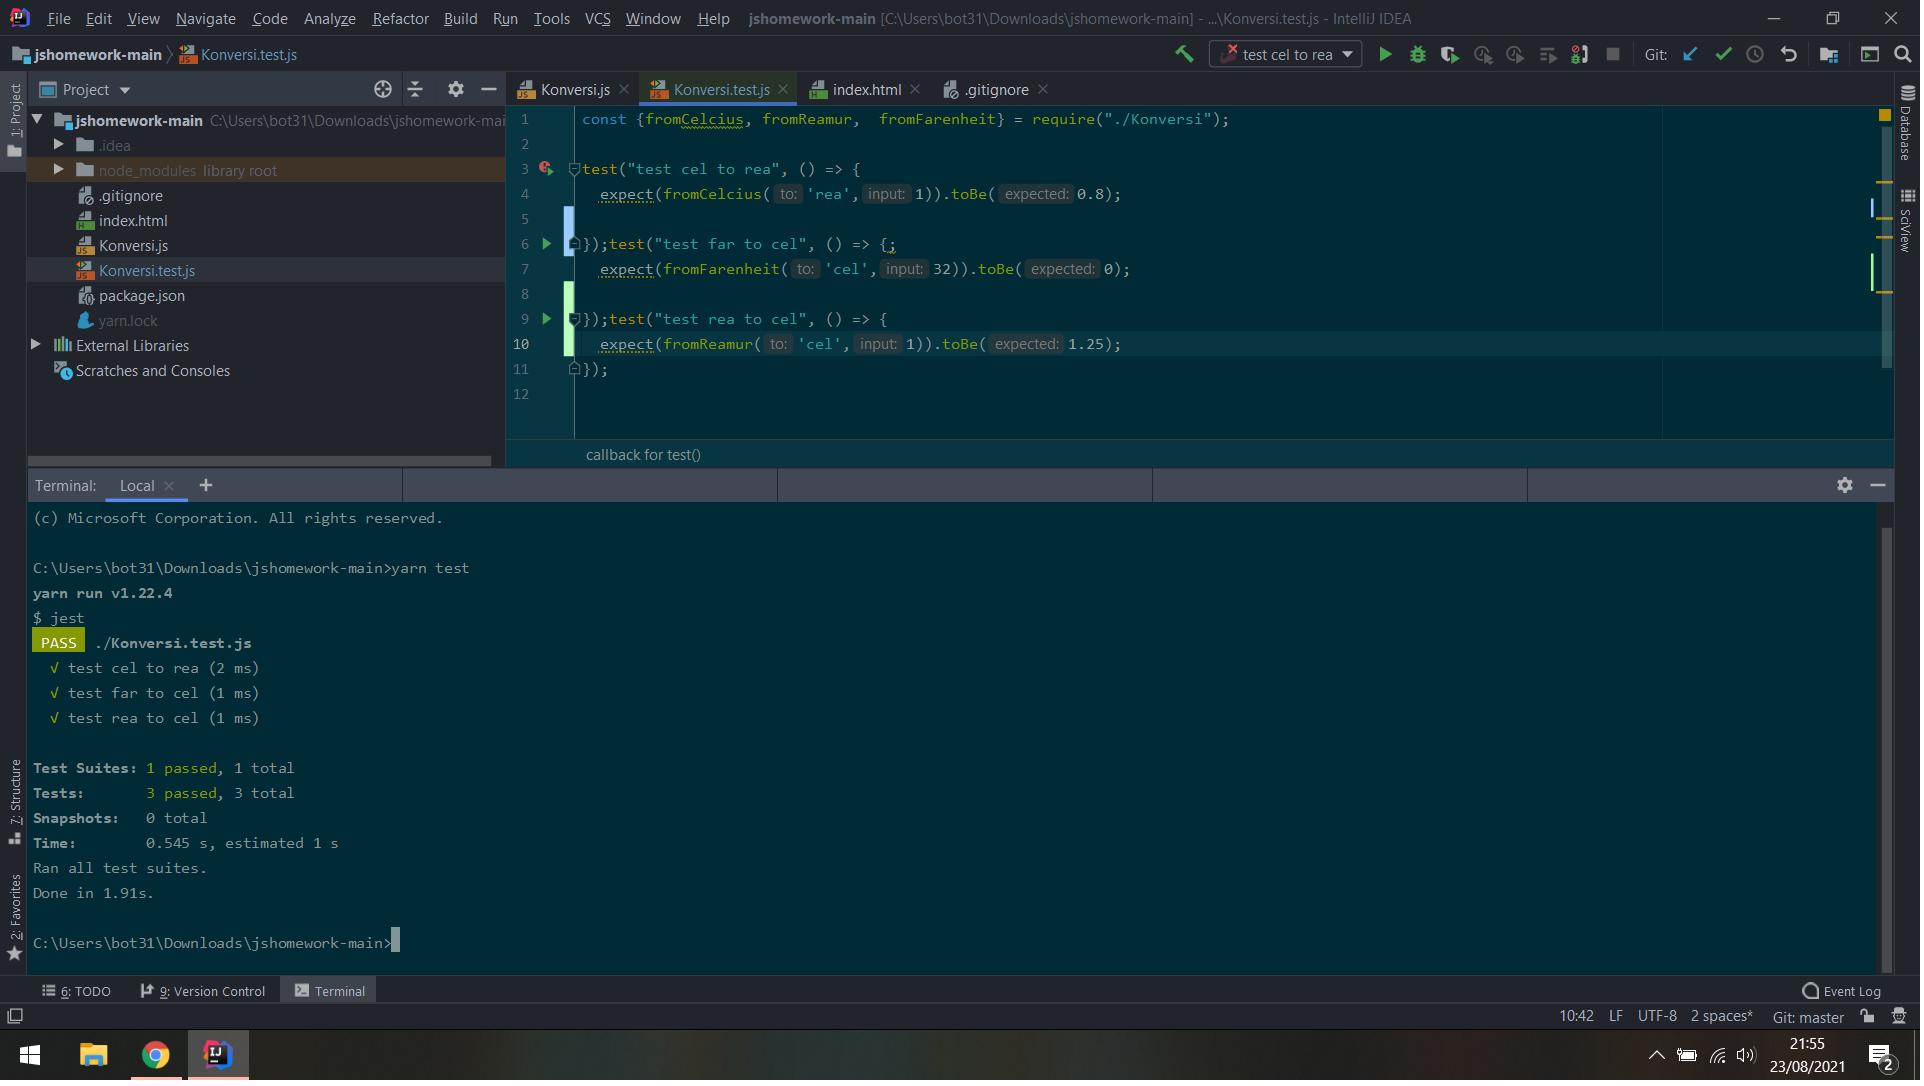 File Edit View Navigate Code Analyze Refactor Build Run Tools VCS Window Help jshomework-main [C:\Users\bot31\Downloads\jshomework-main] - ...\Konversi.test.js - IntelliJ IDEA
jshomework-main Konversi.test.js test cel to rea Git:
1: Project
Project
jshomework-main C:\Users\bot31\Downloads\jshomework-mai
.idea
node_modules library root
.gitignore
index.html
Konversi.js
Konversi.test.js
package.json
yarn.lock
External Libraries
Scratches and Consoles
Konversi.js Konversi.test.js index.html .gitignore
1 const {fromCelcius, fromReamur,  fromFarenheit} = require("./Konversi");
2
3 test("test cel to rea", () => {
4 expect(fromCelcius( to: 'rea', input: 1)).toBe( expected: 0.8);
5
6 });test("test far to cel", () => {;
7 expect(fromFarenheit( to: 'cel', input: 32)).toBe( expected: 0);
8
9 });test("test rea to cel", () => {
10 expect(fromReamur( to: 'cel', input: 1)).toBe( expected: 1.25);
11 });
12
callback for test()
Database
SciView
Terminal: Local
(c) Microsoft Corporation. All rights reserved.
C:\Users\bot31\Downloads\jshomework-main>yarn test
yarn run v1.22.4
$ jest
PASS ./Konversi.test.js
√ test cel to rea (2 ms)
√ test far to cel (1 ms)
√ test rea to cel (1 ms)
Test Suites: 1 passed, 1 total
Tests: 3 passed, 3 total
Snapshots: 0 total
Time: 0.545 s, estimated 1 s
Ran all test suites.
Done in 1.91s.
C:\Users\bot31\Downloads\jshomework-main>
7: Structure
2: Favorites
6: TODO 9: Version Control Terminal Event Log
10:42 LF UTF-8 2 spaces* Git: master
21:55
23/08/2021
2